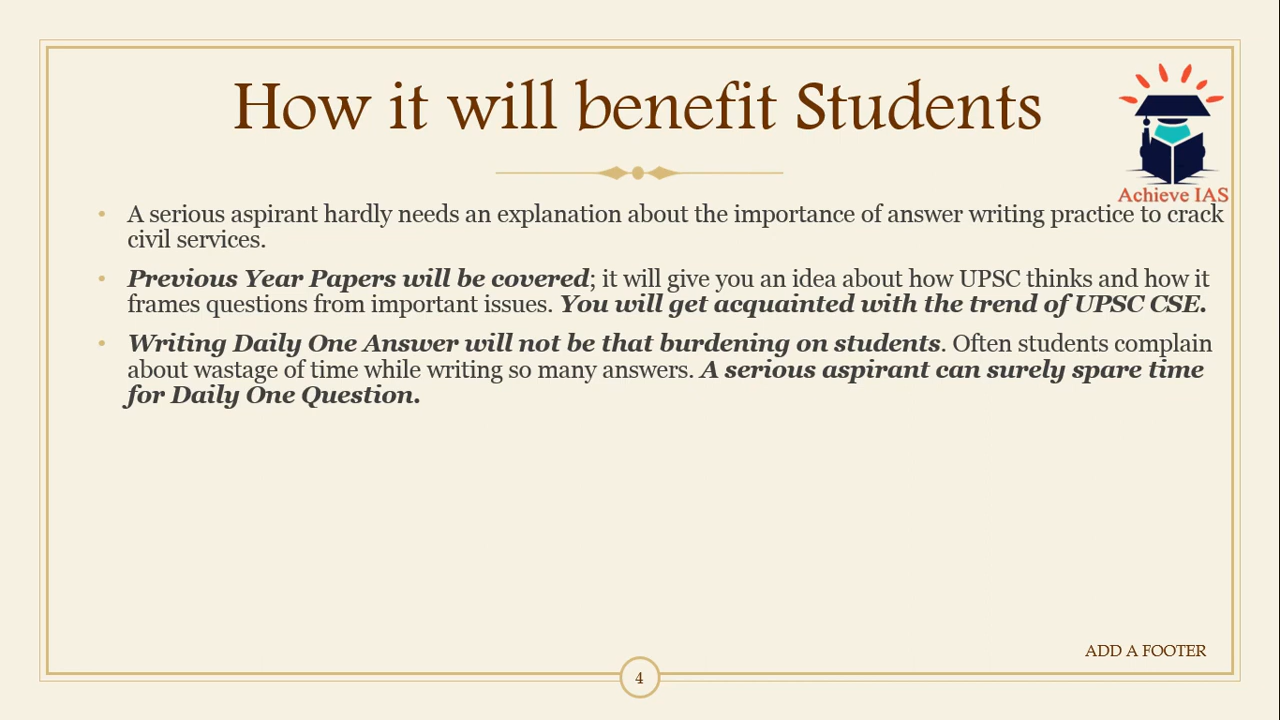 How it will benefit Students
Achieve IAS
• A serious aspirant hardly needs an explanation about the importance of answer writing practice to crack
civil services.
• Previous Year Papers will be covered; it will give you an idea about how UPSC thinks and how it
frames questions from important issues. You will get acquainted with the trend of UPSC CSE.
• Writing Daily One Answer will not be that burdening on students. Often students complain
about wastage of time while writing so many answers. A serious aspirant can surely spare time
for Daily One Question.
ADD A FOOTER
4